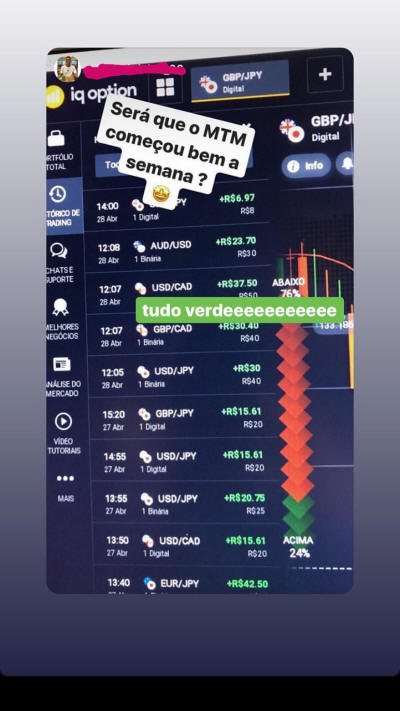 iq option
GBP/JPY
Digital
Será que o MTM
começou bem a
semana ?
GBP/J
Digital
Info
TOTAL
TRADING
CHATS E
SUPORTE
MELHORES
NEGÓCIOS
ANÁLISE DO
MERCADO
VÍDEO
TUTORIAIS
MAIS
14:00
28 Abr
1 Digital
+R$6.97
R$8
12:08
28 Abr
AUD/USD
1 Binária
+R$23.70
R$30
12:07
28 Abr
USD/CAD
+R$37.50
R$50
tudo verdeeeeeeeeeee
12:07
28 Abr
GBP/CAD
1 Binária
+R$30.40
R$40
12:05
28 Abr
USD/JPY
1 Binária
+R$30
R$40
15:20
27 Abr
GBP/JPY
1 Digital
+R$15.61
R$20
14:55
27 Abr
USD/JPY
1 Digital
+R$15.61
R$20
13:55
27 Abr
USD/JPY
1 Binária
+R$20.75
R$25
13:50
27 Abr
USD/CAD
1 Digital
+R$15.61
R$20
13:40
27 Abr
EUR/JPY
+R$42.50
ABAIXO
76%
ACIMA
24%